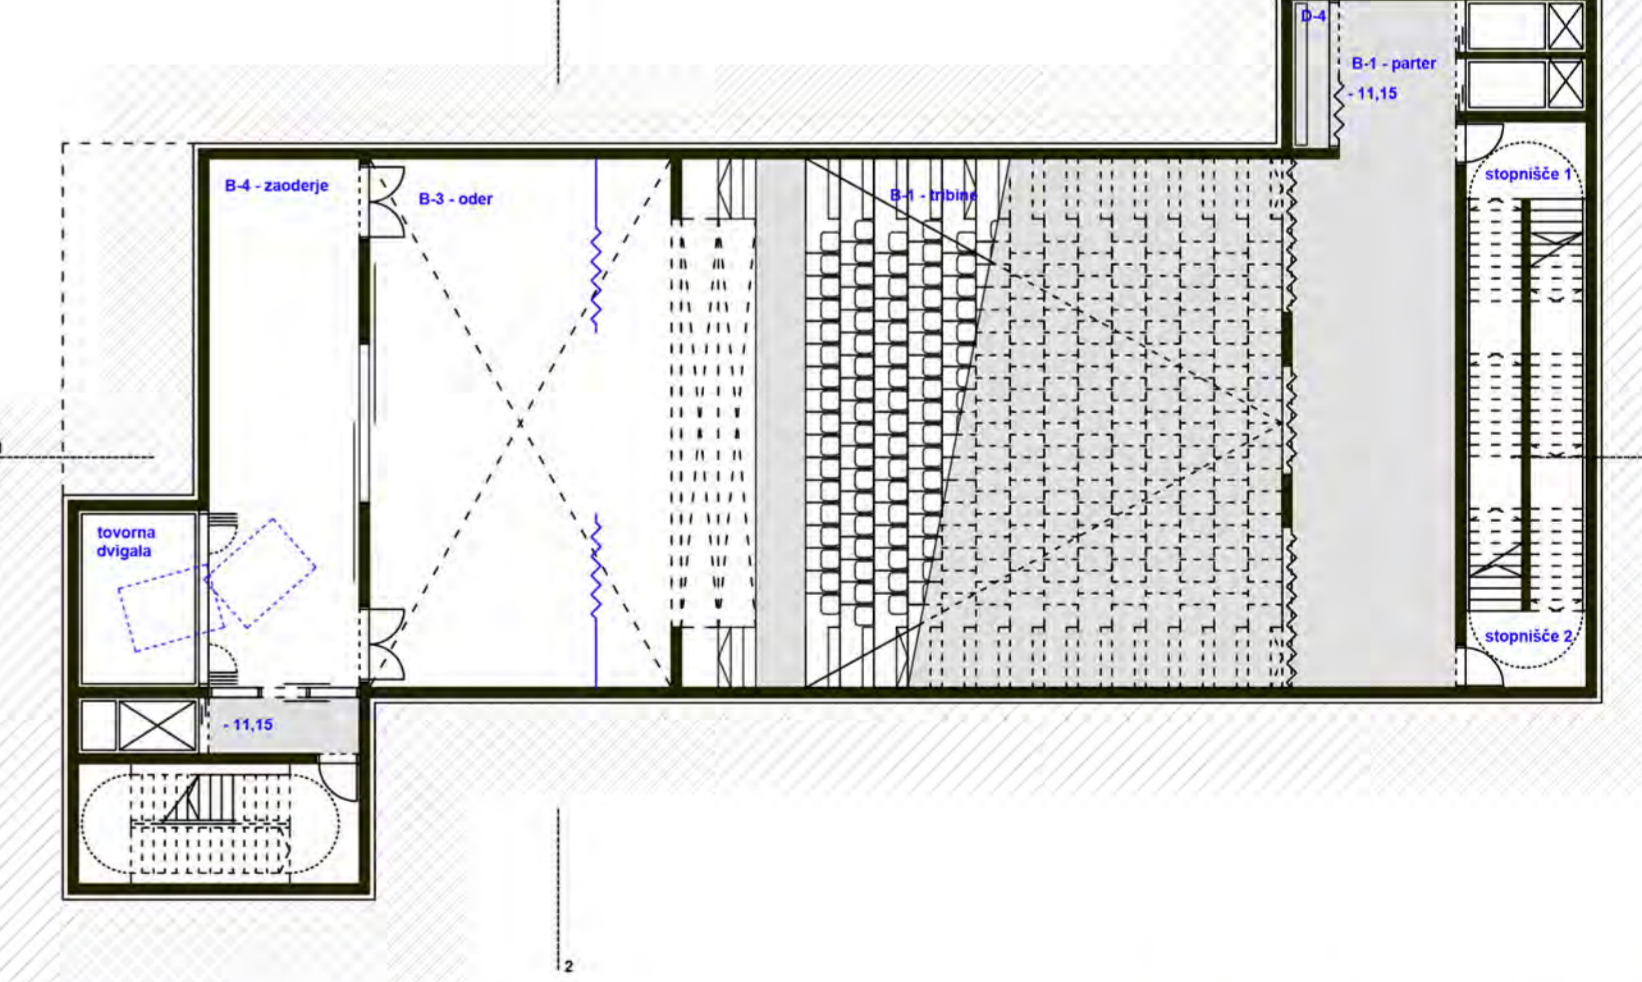 D-4
B-1 - parter
- 11,15
B-4 - zaoderje
B-3 - oder
B-1 - tribine
stopnišče 1
tovorna
dvigala
stopnišče 2
- 11,15
2